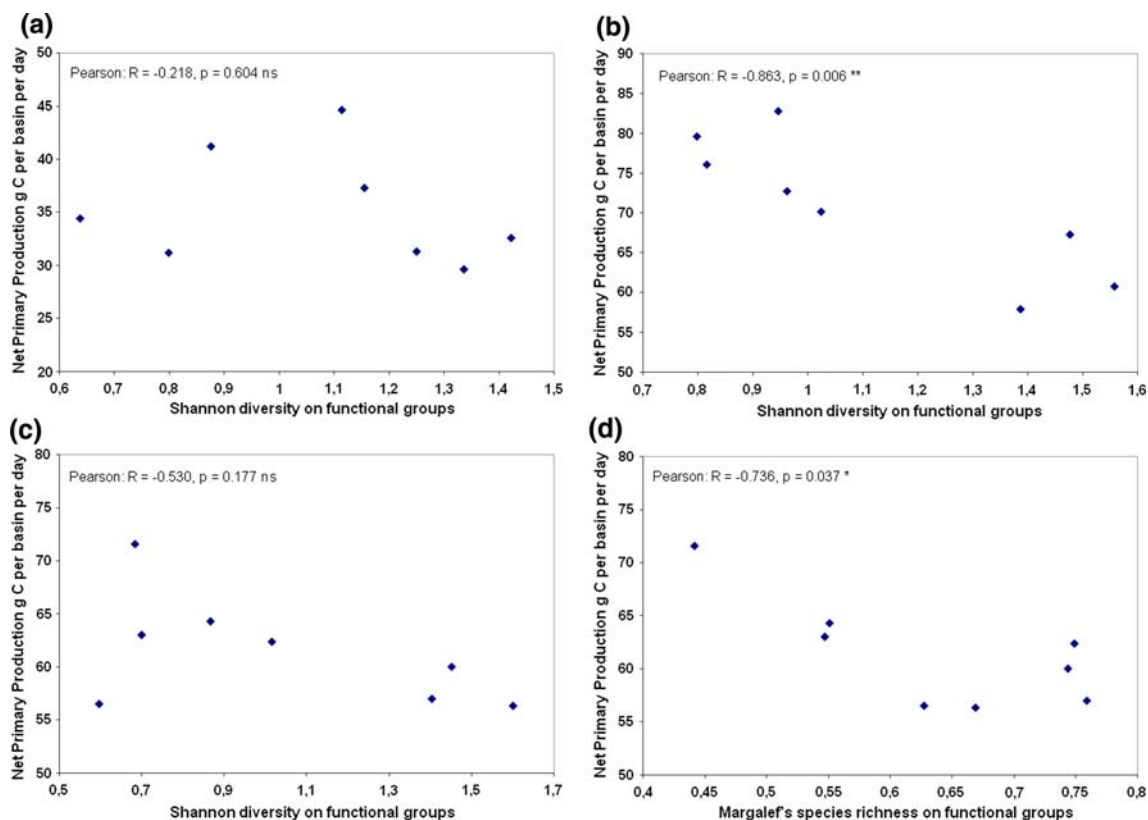 (a)
Net Primary Production g C per basin per day
50
45
40
35
30
25
20
Pearson: R = -0.218, p = 0.604 ns
0,6 0,7 0,8 0,9 1 1,1 1,2 1,3 1,4 1,5
Shannon diversity on functional groups
(b)
Net Primary Production g C per basin per day
90
85
80
75
70
65
60
55
50
Pearson: R = -0.863, p = 0.006 **
0,7 0,8 0,9 1 1,1 1,2 1,3 1,4 1,5 1,6
Shannon diversity on functional groups
(c)
Net Primary Production g C per basin per day
80
75
70
65
60
55
50
Pearson: R = -0.530, p = 0.177 ns
0,5 0,7 0,9 1,1 1,3 1,5 1,7
Shannon diversity on functional groups
(d)
Net Primary Production g C per basin per day
80
75
70
65
60
55
50
Pearson: R = -0.736, p = 0.037 *
0,4 0,45 0,5 0,55 0,6 0,65 0,7 0,75 0,8
Margalef's species richness on functional groups